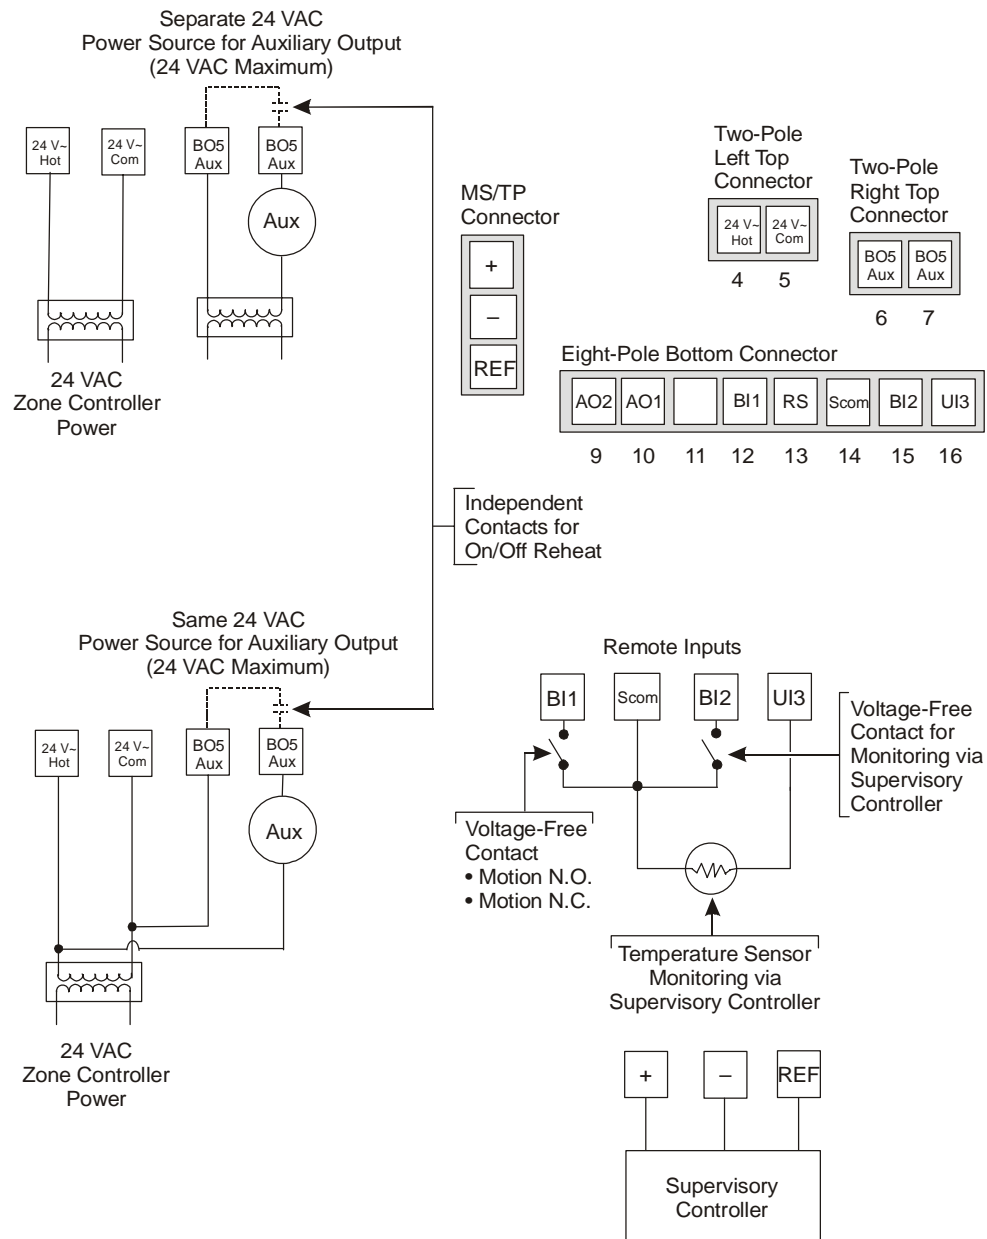 Separate 24 VAC
Power Source for Auxiliary Output
(24 VAC Maximum)
24 V~
Hot
24 V~
Com
BO5
Aux
BO5
Aux
Aux
24 VAC
Zone Controller
Power
MS/TP
Connector
+
–
REF
Two-Pole
Left Top
Connector
24 V~
Hot
24 V~
Com
4 5
Two-Pole
Right Top
Connector
BO5
Aux
BO5
Aux
6 7
Eight-Pole Bottom Connector
AO2 AO1 BI1 RS Scom BI2 UI3
9 10 11 12 13 14 15 16
Independent
Contacts for
On/Off Reheat
Same 24 VAC
Power Source for Auxiliary Output
(24 VAC Maximum)
24 V~
Hot
24 V~
Com
BO5
Aux
BO5
Aux
Aux
24 VAC
Zone Controller
Power
Remote Inputs
BI1 Scom BI2 UI3
Voltage-Free
Contact for
Monitoring via
Supervisory
Controller
Voltage-Free
Contact
• Motion N.O.
• Motion N.C.
Temperature Sensor
Monitoring via
Supervisory Controller
+ – REF
Supervisory
Controller